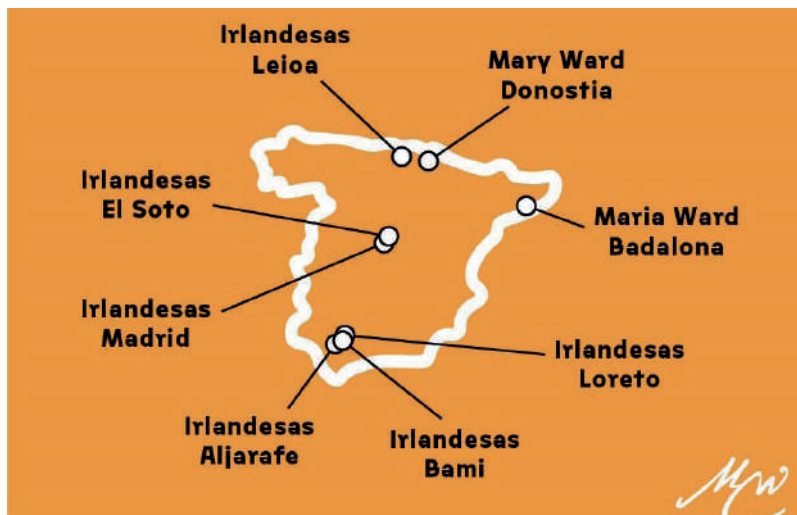 Irlandesas
Leioa
Mary Ward
Donostia
Irlandesas
El Soto
Maria Ward
Badalona
Irlandesas
Madrid
Irlandesas
Loreto
Irlandesas
Aljarafe
Irlandesas
Bami
MW